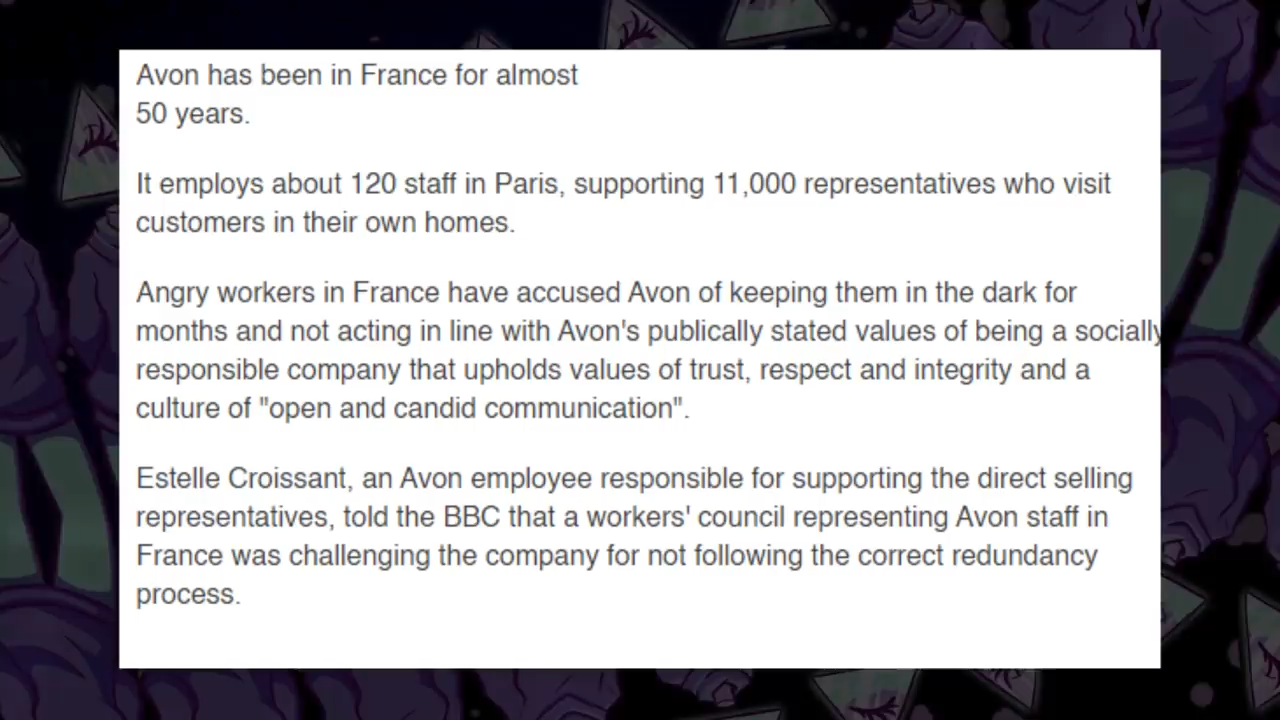 Avon has been in France for almost
50 years.
It employs about 120 staff in Paris, supporting 11,000 representatives who visit
customers in their own homes.
Angry workers in France have accused Avon of keeping them in the dark for
months and not acting in line with Avon's publically stated values of being a socially
responsible company that upholds values of trust, respect and integrity and a
culture of "open and candid communication".
Estelle Croissant, an Avon employee responsible for supporting the direct selling
representatives, told the BBC that a workers' council representing Avon staff in
France was challenging the company for not following the correct redundancy
process.